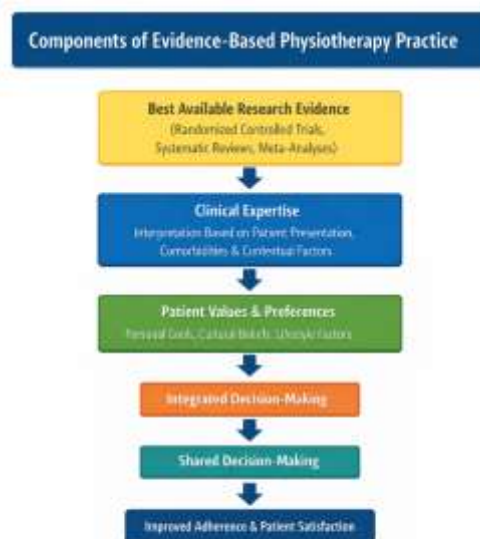 Components of Evidence-Based Physiotherapy Practice
Best Available Research Evidence
(Randomized Controlled Trials,
Systematic Reviews, Meta-Analyses)
Clinical Expertise
Interpretation Based on Patient Presentation,
Comorbidities & Contextual Factors
Patient Values & Preferences
Personal Goals, Cultural Beliefs, Lifestyle Factors
Integrated Decision-Making
Shared Decision-Making
Improved Adherence & Patient Satisfaction